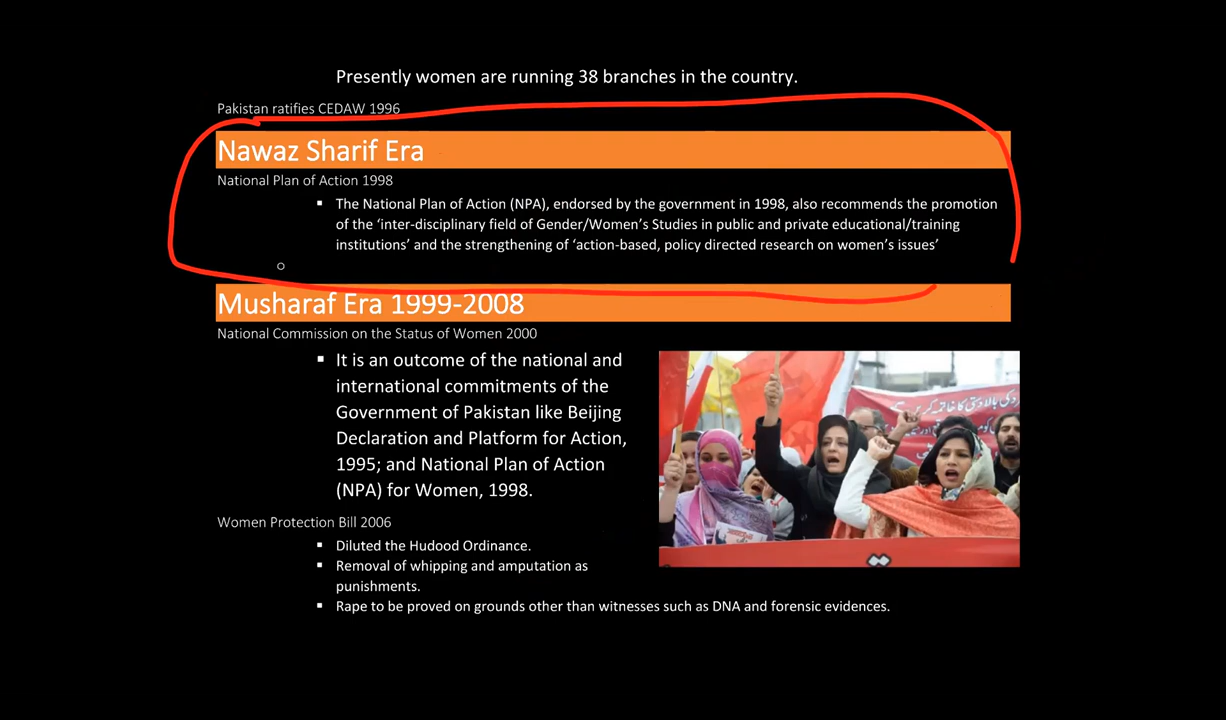 Presently women are running 38 branches in the country.
Pakistan ratifies CEDAW 1996
Nawaz Sharif Era
National Plan of Action 1998
▪ The National Plan of Action (NPA), endorsed by the government in 1998, also recommends the promotion
of the ‘inter-disciplinary field of Gender/Women’s Studies in public and private educational/training
institutions’ and the strengthening of ‘action-based, policy directed research on women’s issues’
Musharaf Era 1999-2008
National Commission on the Status of Women 2000
▪ It is an outcome of the national and
international commitments of the
Government of Pakistan like Beijing
Declaration and Platform for Action,
1995; and National Plan of Action
(NPA) for Women, 1998.
Women Protection Bill 2006
▪ Diluted the Hudood Ordinance.
▪ Removal of whipping and amputation as
punishments.
▪ Rape to be proved on grounds other than witnesses such as DNA and forensic evidences.
کی بالادستی کا خاتمہ